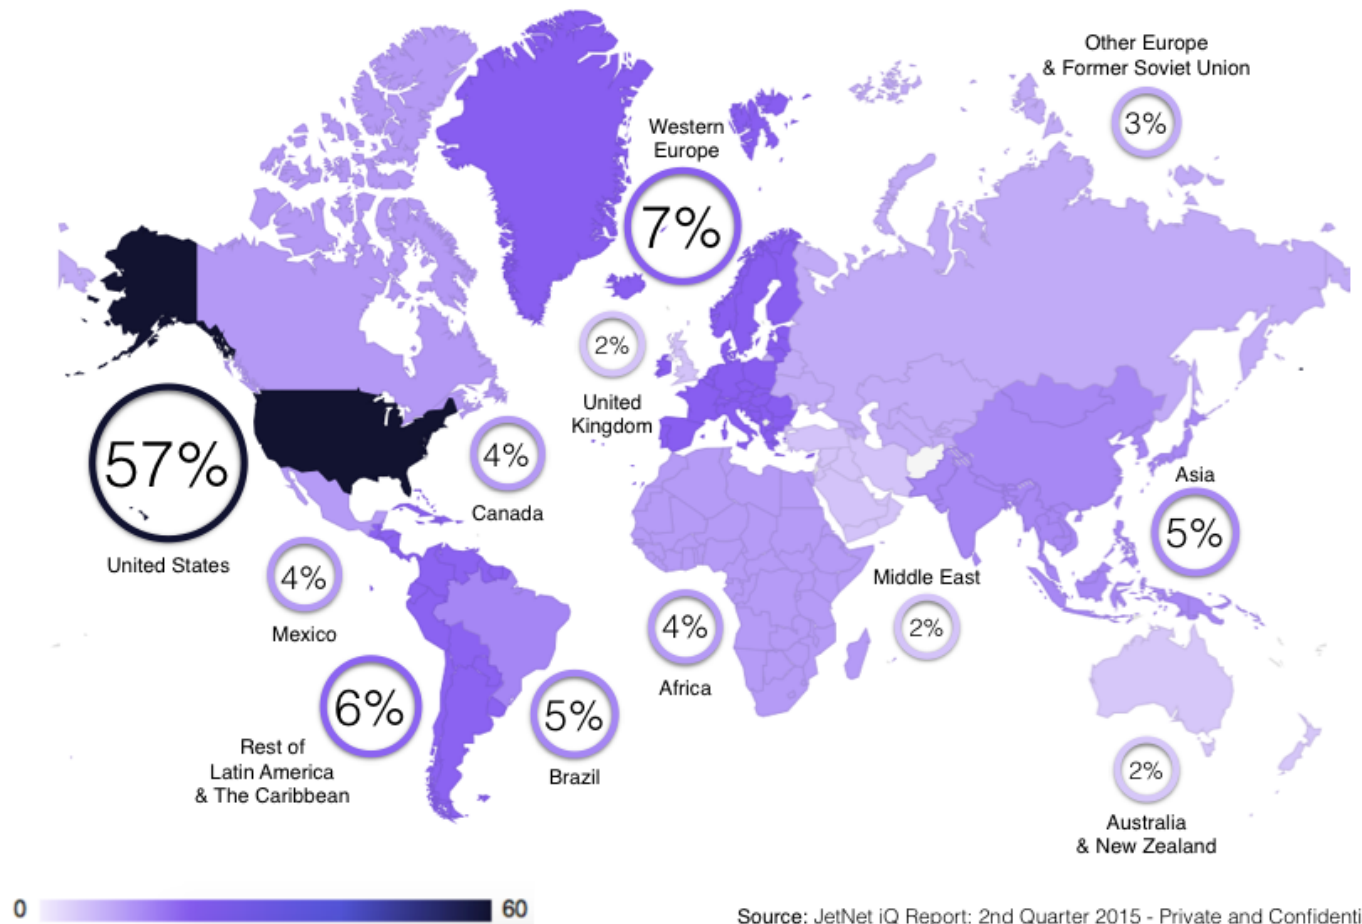 Other Europe
& Former Soviet Union
3%
Western
Europe
7%
2%
United
Kingdom
57%
United States
4%
Canada
Asia
5%
4%
Mexico
Middle East
2%
4%
Africa
6%
Rest of
Latin America
& The Caribbean
5%
Brazil
2%
Australia
& New Zealand
0
60
Source: JetNet iQ Report: 2nd Quarter 2015 - Private and Confidenti